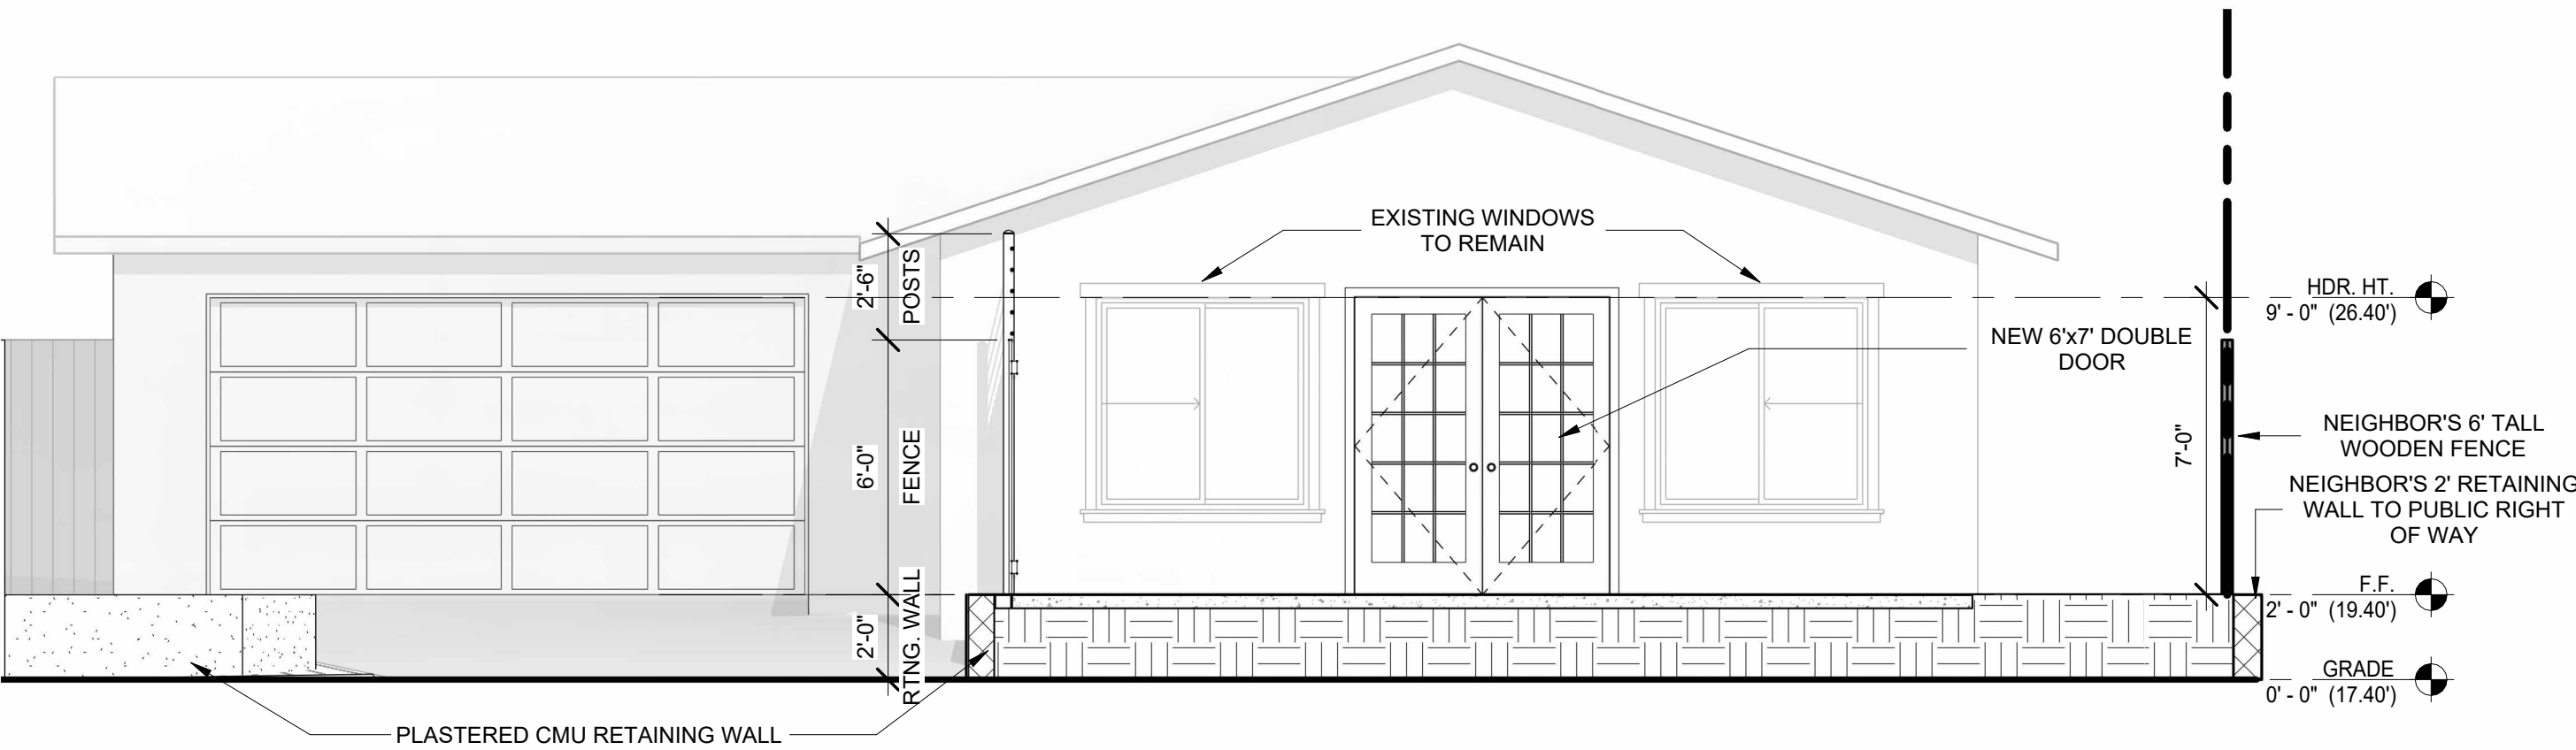 EXISTING WINDOWS
TO REMAIN
2'-6"
POSTS
HDR. HT.
9' - 0" (26.40')
NEW 6'x7' DOUBLE
DOOR
6'-0"
FENCE
7'-0"
NEIGHBOR'S 6' TALL
WOODEN FENCE
NEIGHBOR'S 2' RETAINING
WALL TO PUBLIC RIGHT
OF WAY
F.F.
2' - 0" (19.40')
2'-0"
RTNG. WALL
GRADE
0' - 0" (17.40')
PLASTERED CMU RETAINING WALL